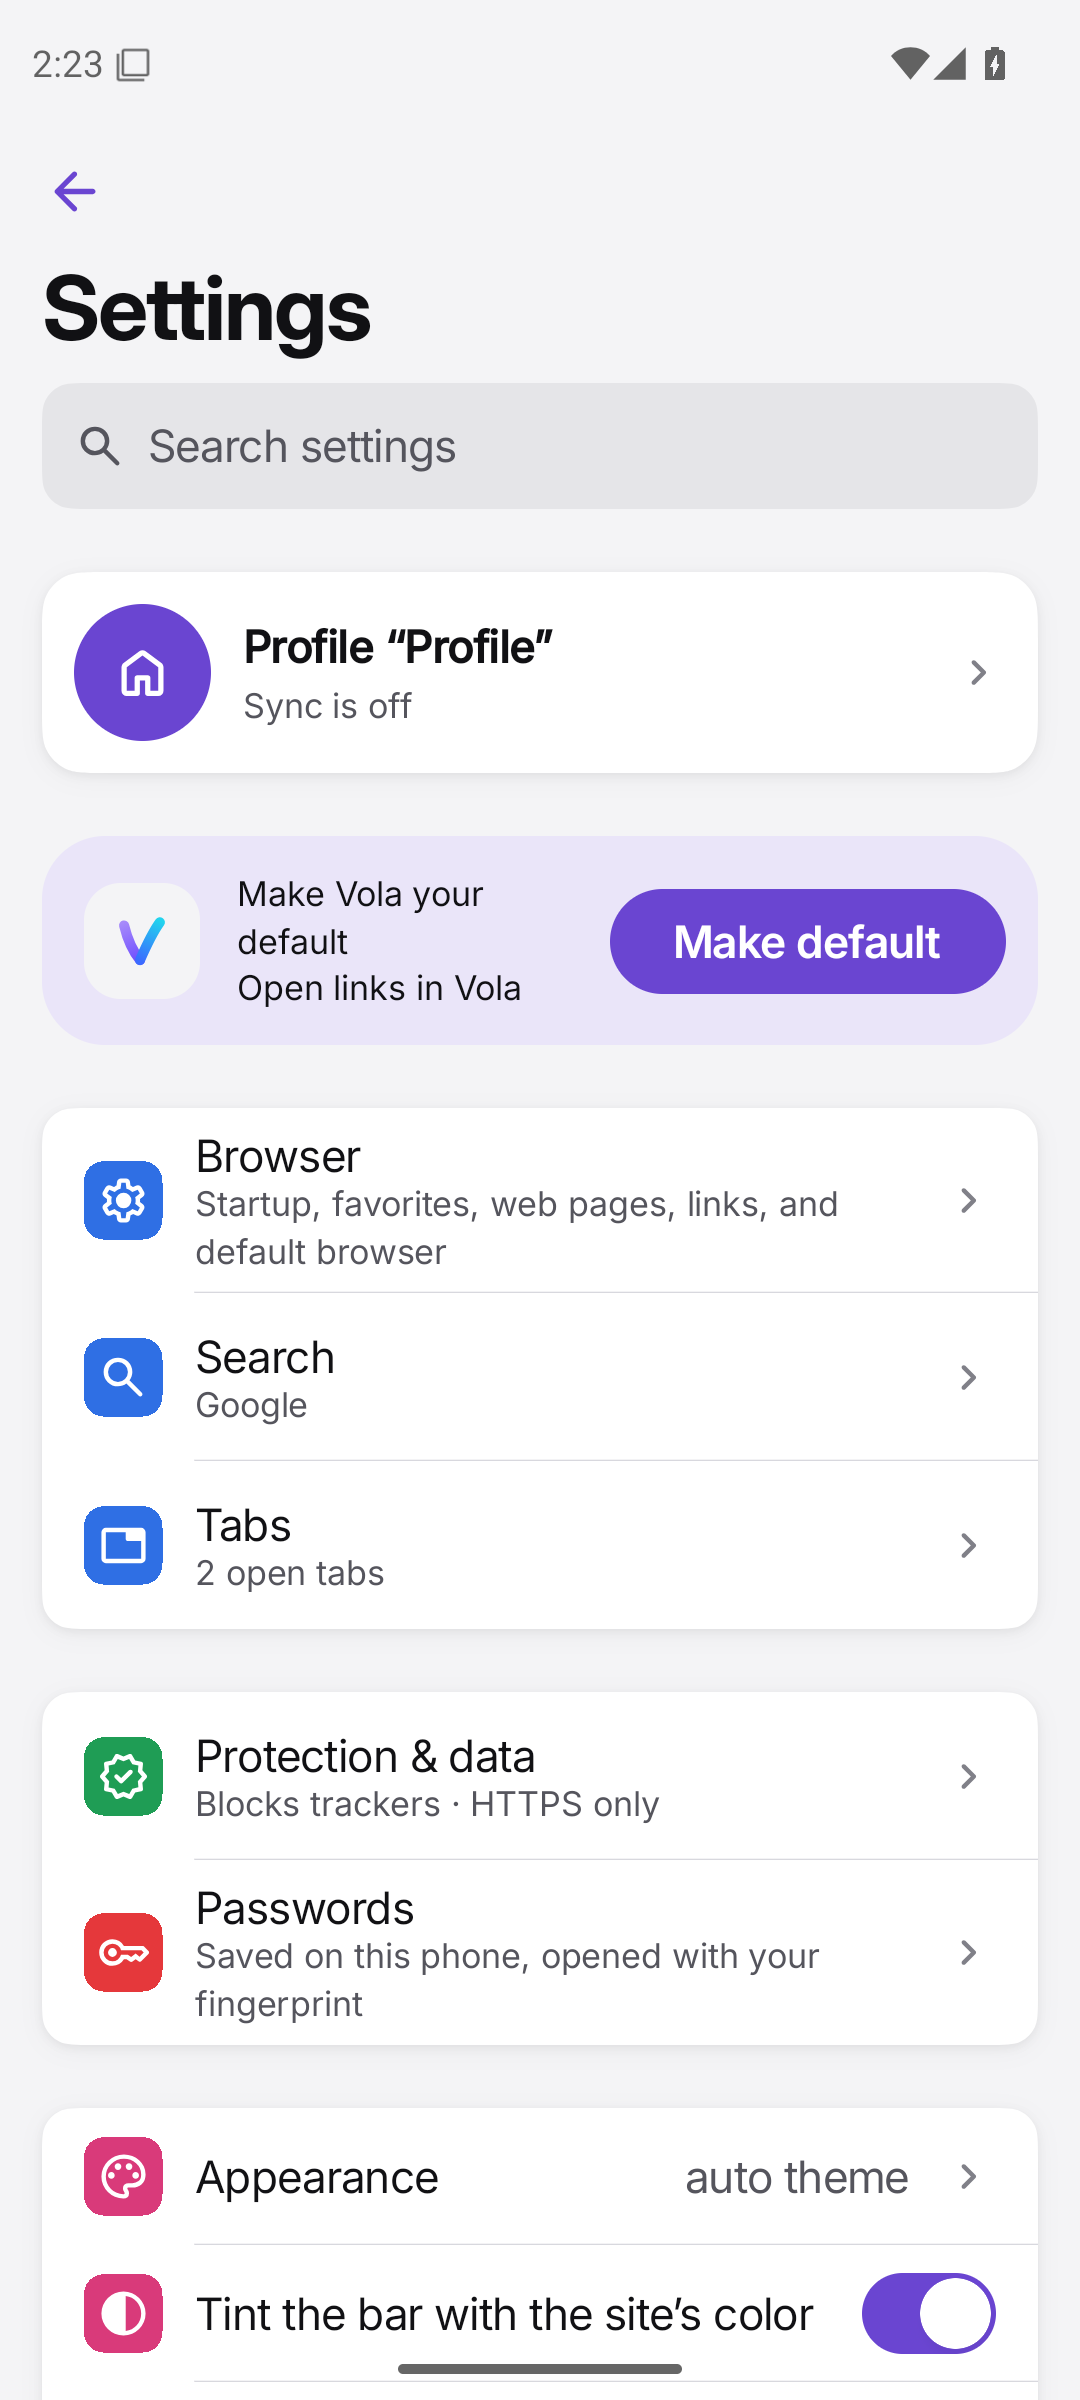 2:23
Settings
Search settings
Profile “Profile”
Sync is off
Make Vola your
default
Open links in Vola
Make default
Browser
Startup, favorites, web pages, links, and
default browser
Search
Google
Tabs
2 open tabs
Protection & data
Blocks trackers · HTTPS only
Passwords
Saved on this phone, opened with your
fingerprint
Appearance
auto theme
Tint the bar with the site’s color